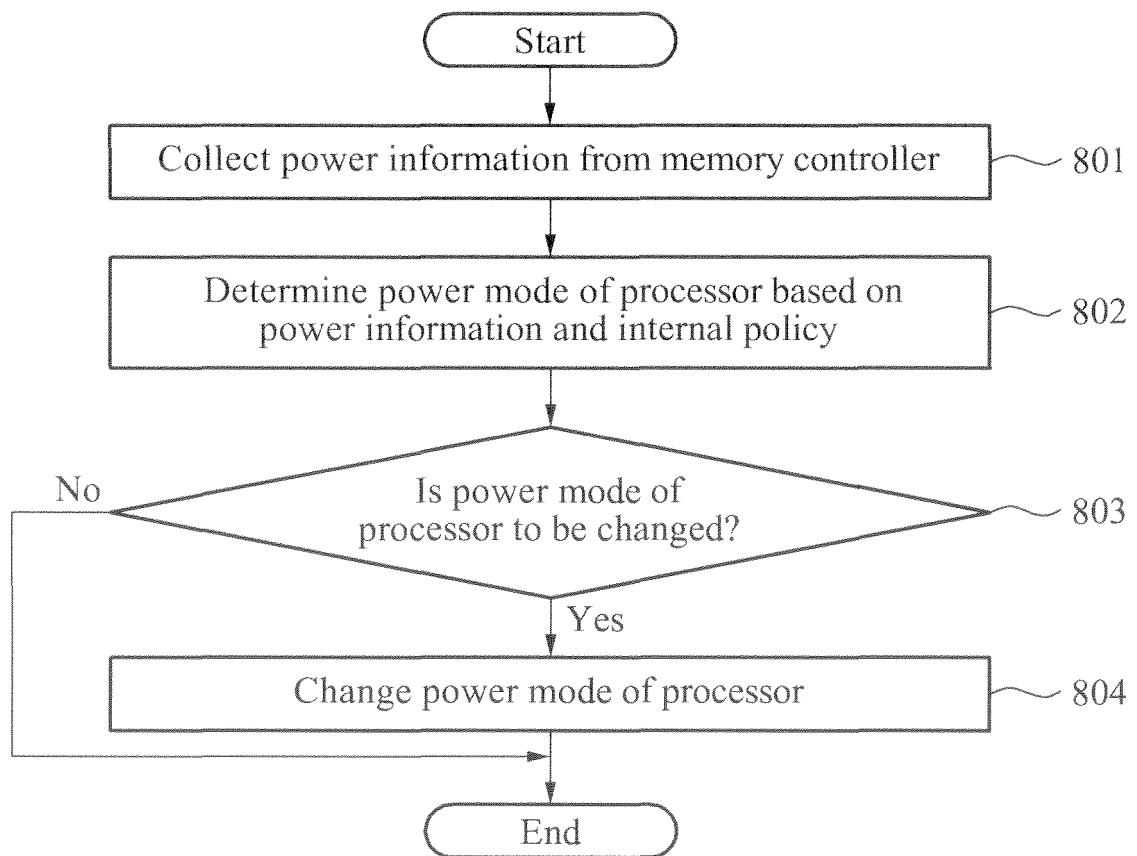 Start
Collect power information from memory controller
801
Determine power mode of processor based on
power information and internal policy
802
No
Is power mode of
processor to be changed?
803
Yes
Change power mode of processor
804
End